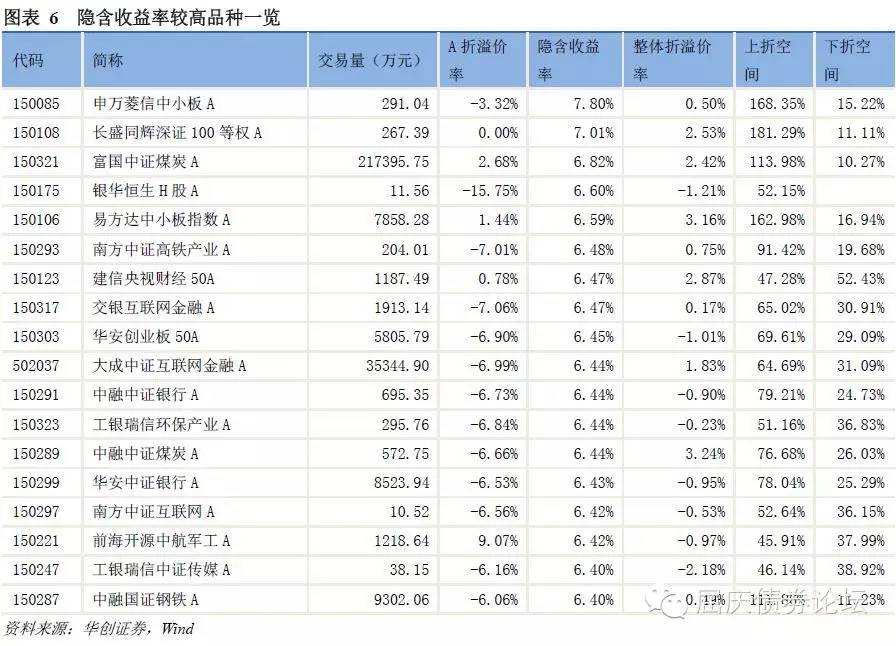 图表 6 隐含收益率较高品种一览
代码 简称 交易量（万元） A 折溢价率 隐含收益率 整体折溢价率 上折空间 下折空间
150085 申万菱信中小板 A 291.04 -3.32% 7.80% 0.50% 168.35% 15.22%
150108 长盛同辉深证 100 等权 A 267.39 0.00% 7.01% 2.53% 181.29% 11.11%
150321 富国中证煤炭 A 217395.75 2.68% 6.82% 2.42% 113.98% 10.27%
150175 银华恒生 H 股 A 11.56 -15.75% 6.60% -1.21% 52.15%
150106 易方达中小板指数 A 7858.28 1.44% 6.59% 3.16% 162.98% 16.94%
150293 南方中证高铁产业 A 204.01 -7.01% 6.48% 0.75% 91.42% 19.68%
150123 建信央视财经 50A 1187.49 0.78% 6.47% 2.87% 47.28% 52.43%
150317 交银互联网金融 A 1913.14 -7.06% 6.47% 0.17% 65.02% 30.91%
150303 华安创业板 50A 5805.79 -6.90% 6.45% -1.01% 69.61% 29.09%
502037 大成中证互联网金融 A 35344.90 -6.99% 6.44% 1.83% 64.69% 31.09%
150291 中融中证银行 A 695.35 -6.73% 6.44% -0.90% 79.21% 24.73%
150323 工银瑞信环保产业 A 295.76 -6.84% 6.44% -0.23% 51.16% 36.83%
150289 中融中证煤炭 A 572.75 -6.66% 6.44% 3.24% 76.68% 26.03%
150299 华安中证银行 A 8523.94 -6.53% 6.43% -0.95% 78.04% 25.29%
150297 南方中证互联网 A 10.52 -6.56% 6.42% -0.53% 52.64% 36.15%
150221 前海开源中航军工 A 1218.64 9.07% 6.42% -0.97% 45.91% 37.99%
150247 工银瑞信中证传媒 A 38.15 -6.16% 6.40% -2.18% 46.14% 38.92%
150287 中融国证钢铁 A 9302.06 -6.06% 6.40%
屈庆债券论坛
资料来源：华创证券，Wind